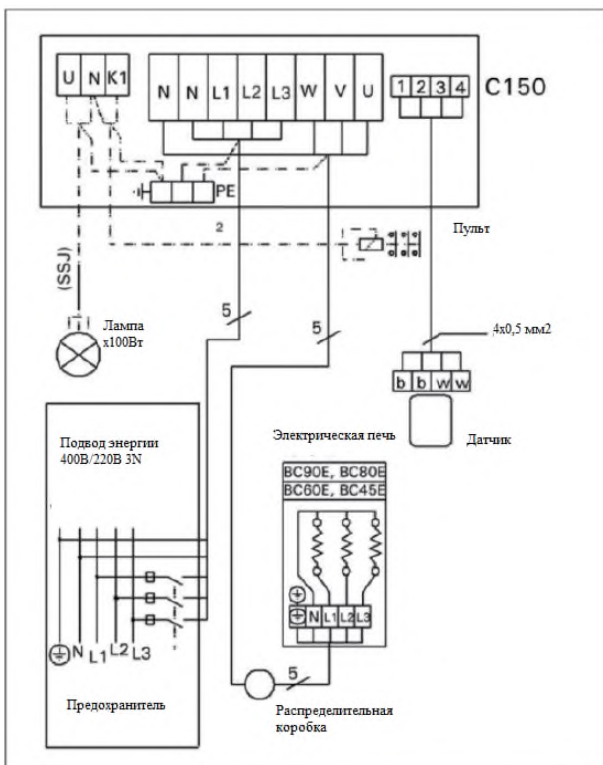 U N K1
N N L1 L2 L3 W V U
1 2 3 4
C150
PE
2
Пульт
(SSJ)
5
5
4x0,5 мм2
Лампа
x100Вт
b b w w
Датчик
Подвод энергии
400В/220В 3N
Электрическая печь
BC90E, BC80E
BC60E, BC45E
N L1 L2 L3
N L1 L2 L3
5
Предохранитель
Распределительная
коробка